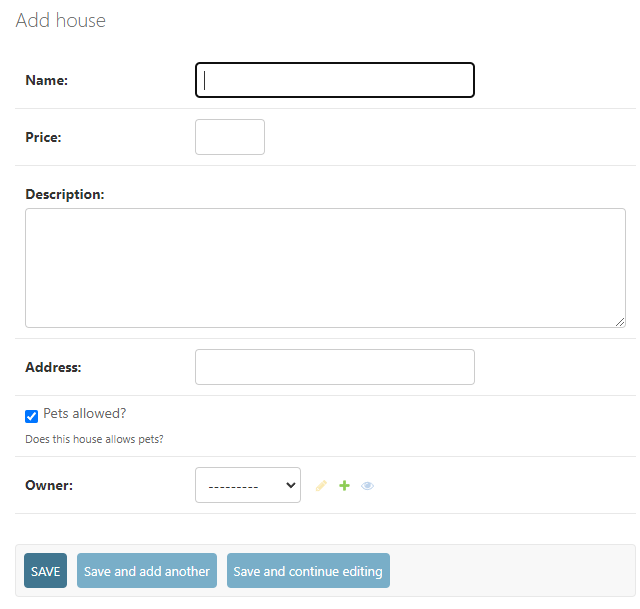 Add house
Name:
Price:
Description:
Address:
Pets allowed?
Does this house allows pets?
Owner:
---------
SAVE
Save and add another
Save and continue editing